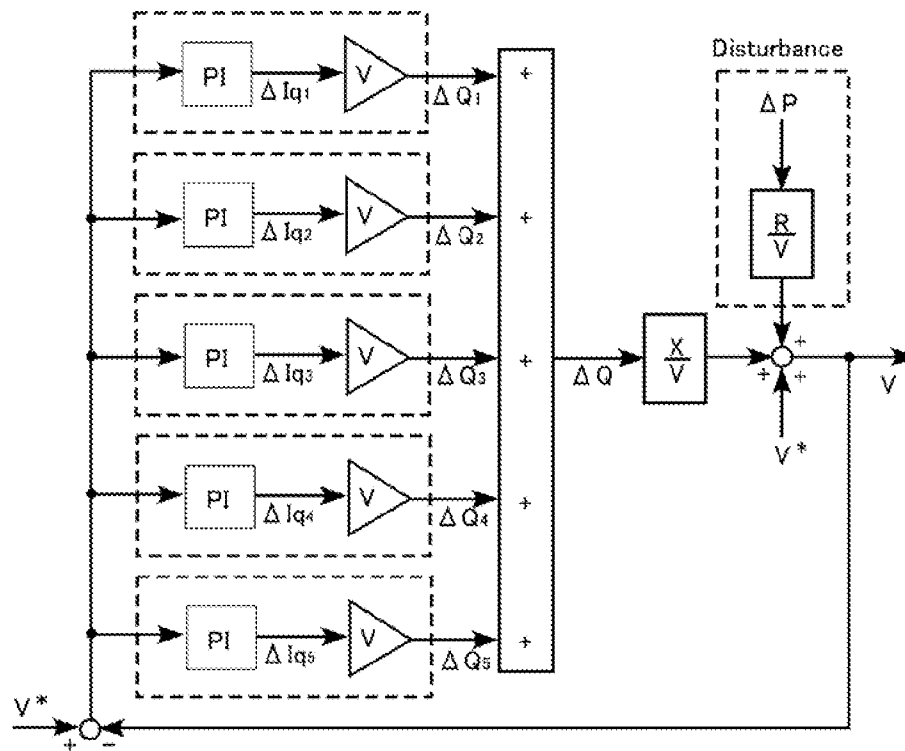 Disturbance
ΔP
R
V
PI
ΔIq1
V
ΔQ1
+
PI
ΔIq2
V
ΔQ2
+
PI
ΔIq3
V
ΔQ3
+
ΔQ
X
V
+
+
+
V
V*
PI
ΔIq4
V
ΔQ4
+
PI
ΔIq5
V
ΔQ5
+
V*
+
-